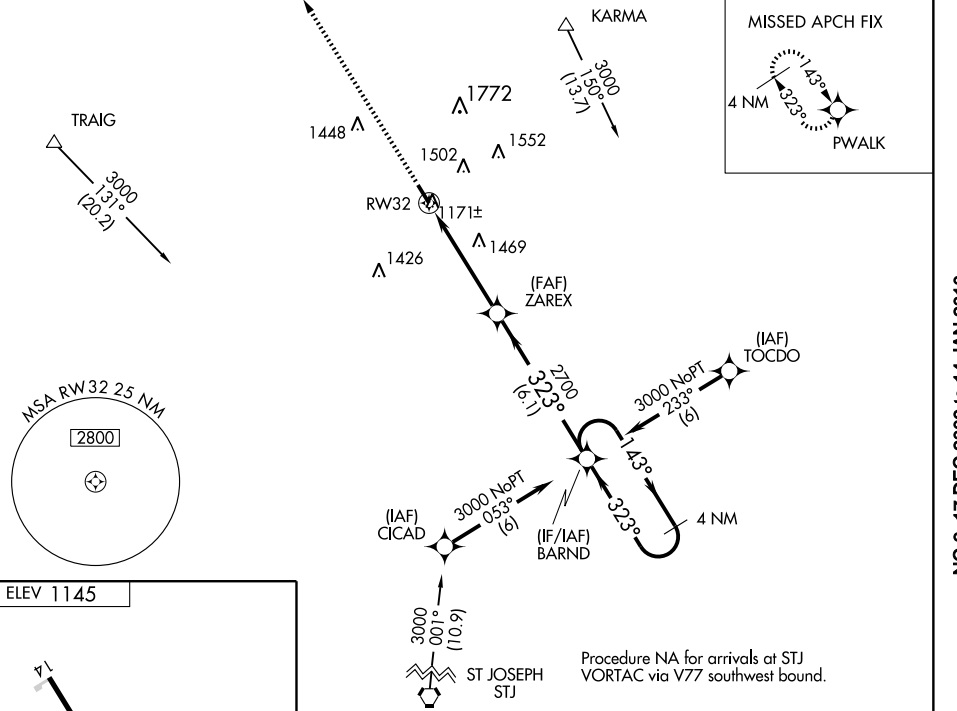 KARMA
3000
150°
(13.7)
MISSED APCH FIX
143°
323°
4 NM
PWALK
1772
1448
1552
1502
TRAIG
3000
131°
(20.2)
RW32
1171±
1469
1426
(FAF)
ZAREX
(IAF)
TOCDO
3000 NoPT
233°
(6)
2700
323°
(6.1)
MSA RW32 25 NM
2800
143°
323°
4 NM
3000 NoPT
053°
(6)
(IAF)
CICAD
(IF/IAF)
BARND
ELEV 1145
14
3000
001°
(10.9)
ST JOSEPH
STJ
Procedure NA for arrivals at STJ
VORTAC via V77 southwest bound.